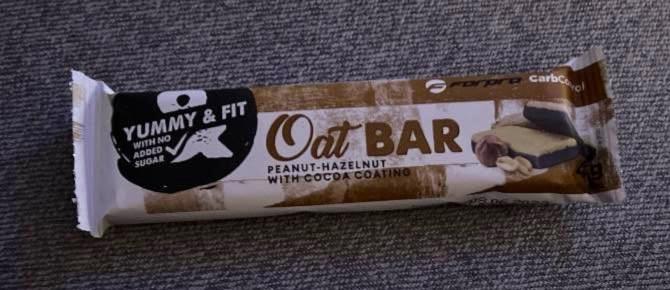 YUMMY & FIT
WITH NO
ADDED
SUGAR
Oat BAR
PEANUT-HAZELNUT
WITH COCOA COATING
FORPRO carbControl